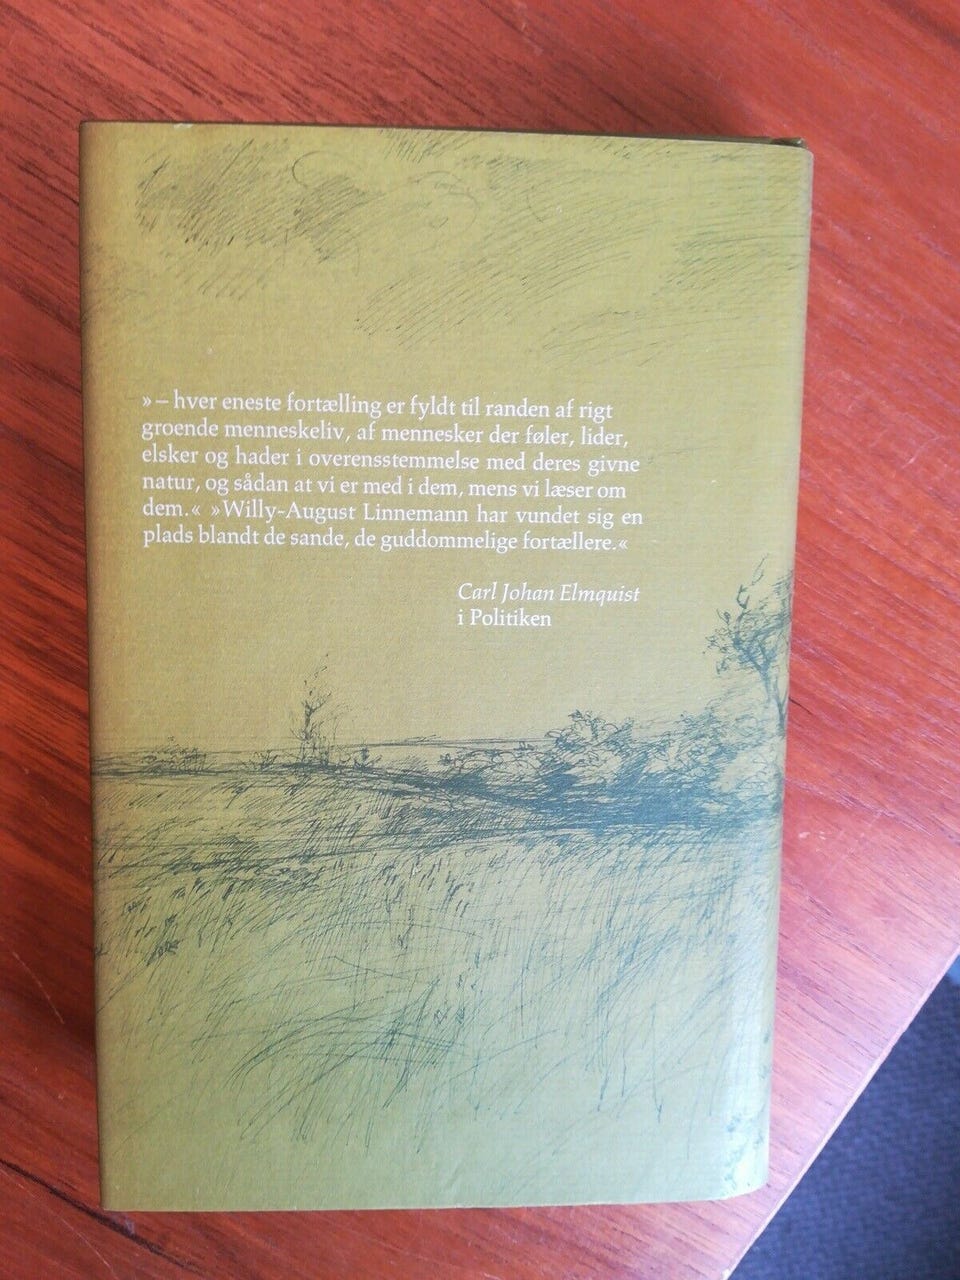 »– hver eneste fortælling er fyldt til randen af rigt
groende menneskeliv, af mennesker der føler, lider,
elsker og hader i overensstemmelse med deres givne
natur, og sådan at vi er med i dem, mens vi læser om
dem.« »Willy-August Linnemann har vundet sig en
plads blandt de sande, de guddommelige fortællere.«
Carl Johan Elmquist
i Politiken